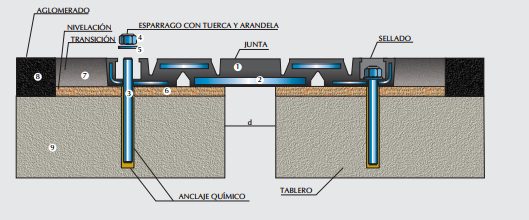 AGLOMERADO
NIVELACIÓN
TRANSICIÓN
ESPARRAGO CON TUERCA Y ARANDELA
4
5
JUNTA
SELLADO
1
2
3
6
7
8
9
d
ANCLAJE QUÍMICO
TABLERO